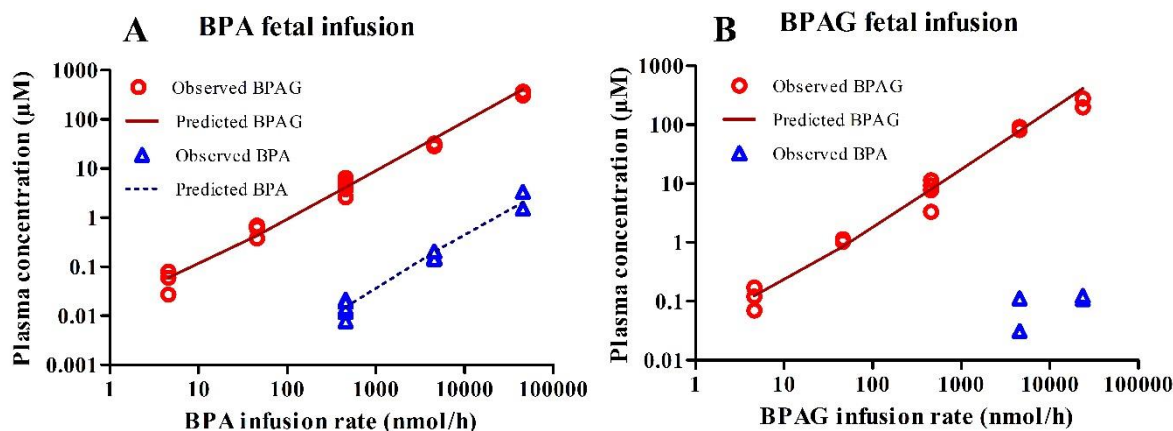 A
BPA fetal infusion
Plasma concentration (µM)
1000
100
10
1
0.1
0.01
0.001
Observed BPAG
Predicted BPAG
Observed BPA
Predicted BPA
1 10 100 1000 10000 100000
BPA infusion rate (nmol/h)
B
BPAG fetal infusion
Plasma concentration (µM)
1000
100
10
1
0.1
0.01
Observed BPAG
Predicted BPAG
Observed BPA
1 10 100 1000 10000 100000
BPAG infusion rate (nmol/h)